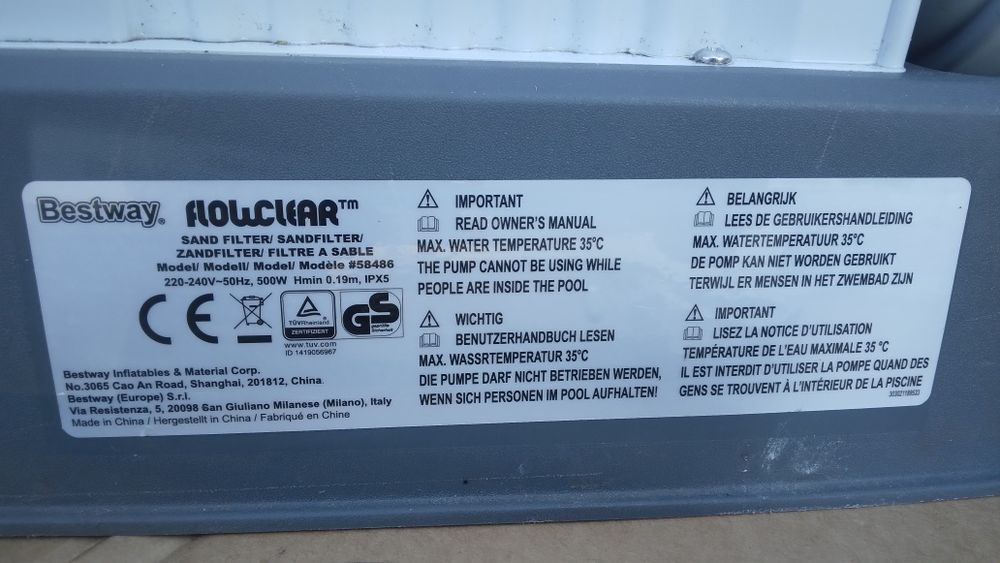 Bestway®
FLOWCLEAR™
SAND FILTER/ SANDFILTER/
ZANDFILTER/ FILTRE A SABLE
Model/ Modell/ Model/ Modèle #58486
220-240V~50Hz, 500W Hmin 0.19m, IPX5
CE
TÜVRheinland
ZERTIFIZIERT
GS
geprüfte
Sicherheit
www.tuv.com
ID 1419056967
Bestway Inflatables & Material Corp.
No.3065 Cao An Road, Shanghai, 201812, China
Bestway (Europe) S.r.l.
Via Resistenza, 5, 20098 San Giuliano Milanese (Milano), Italy
Made in China / Hergestellt in China / Fabriqué en Chine
IMPORTANT
READ OWNER'S MANUAL
MAX. WATER TEMPERATURE 35°C
THE PUMP CANNOT BE USING WHILE
PEOPLE ARE INSIDE THE POOL
WICHTIG
BENUTZERHANDBUCH LESEN
MAX. WASSRTEMPERATUR 35°C
DIE PUMPE DARF NICHT BETRIEBEN WERDEN,
WENN SICH PERSONEN IM POOL AUFHALTEN!
BELANGRIJK
LEES DE GEBRUIKERSHANDLEIDING
MAX. WATERTEMPERATUUR 35°C
DE POMP KAN NIET WORDEN GEBRUIKT
TERWIJL ER MENSEN IN HET ZWEMBAD ZIJN
IMPORTANT
LISEZ LA NOTICE D'UTILISATION
TEMPÉRATURE DE L'EAU MAXIMALE 35 °C
IL EST INTERDIT D'UTILISER LA POMPE QUAND DES
GENS SE TROUVENT À L'INTÉRIEUR DE LA PISCINE